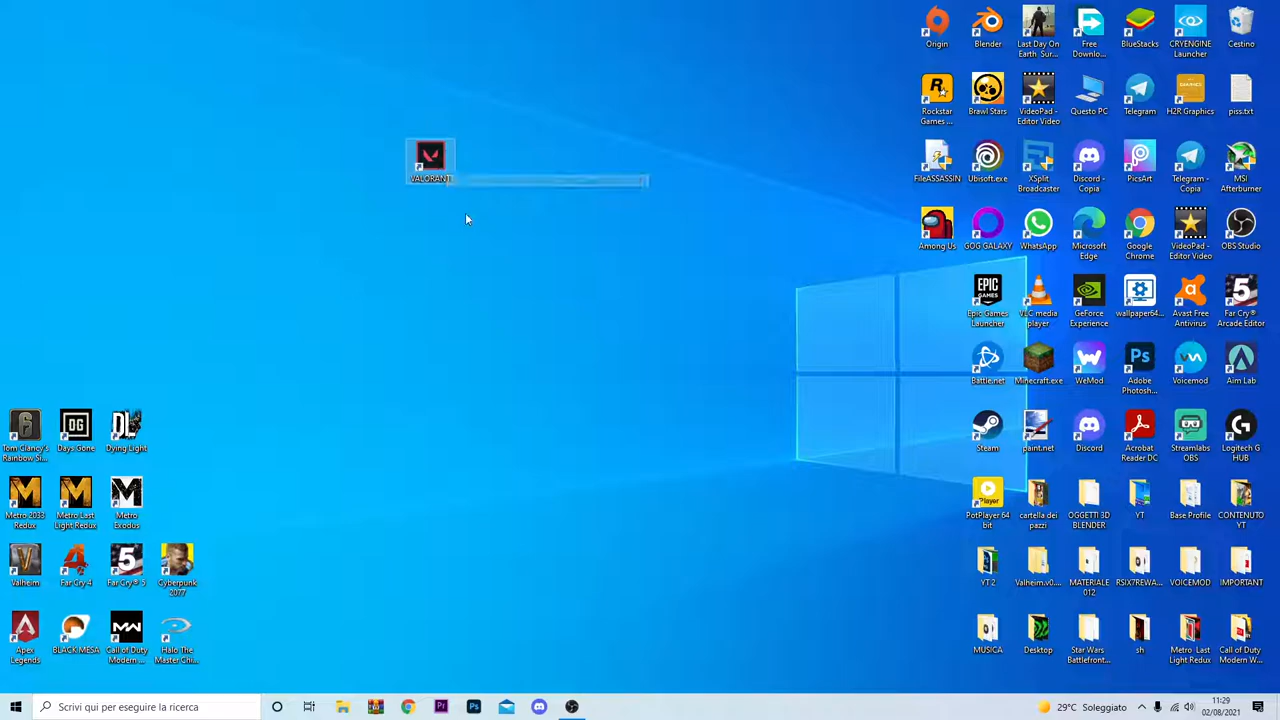 Origin
Blender
Last Day On
Earth_ Sur...
Free
Downlo...
BlueStacks
CRYENGINE
Launcher
Cestino
Rockstar
Games ...
Brawl Stars
VideoPad -
Editor Video
Questo PC
Telegram
H2R Graphics
piss.txt
VALORANT
FileASSASSIN
Ubisoft.exe
XSplit
Broadcaster
Discord -
Copia
PicsArt
Telegram -
Copia
MSI
Afterburner
Among Us
GOG GALAXY
WhatsApp
Microsoft
Edge
Google
Chrome
VideoPad -
Editor Video
OBS Studio
EPIC
GAMES
Epic Games
Launcher
VLC media
player
GeForce
Experience
wallpaper64...
Avast Free
Antivirus
Far Cry® 5
Arcade Editor
Battle.net
Minecraft.exe
WeMod
Adobe
Photosh...
Voicemod
Aim Lab
Tom Clancy's
Rainbow Si...
Days Gone
Dying Light
Steam
paint.net
Discord
Acrobat
Reader DC
Streamlabs
OBS
Logitech G
HUB
Metro 2033
Redux
Metro Last
Light Redux
Metro
Exodus
Player
PotPlayer 64
bit
cartella dei
pazzi
OGGETTI 3D
BLENDER
YT
Base Profile
CONTENUTO
YT
Valheim
Far Cry 4
Far Cry® 5
Cyberpunk
2077
YT 2
Valheim.v0....
MATERIALE
012
RSIX7REWA...
VOICEMOD
IMPORTANT
Apex
Legends
BLACK MESA
Call of Duty
Modern ...
Halo The
Master Chi...
MUSICA
Desktop
Star Wars
Battlefront...
sh
Metro Last
Light Redux
Call of Duty
Modern W...
Scrivi qui per eseguire la ricerca
29°C Soleggiato
11:29
02/08/2021